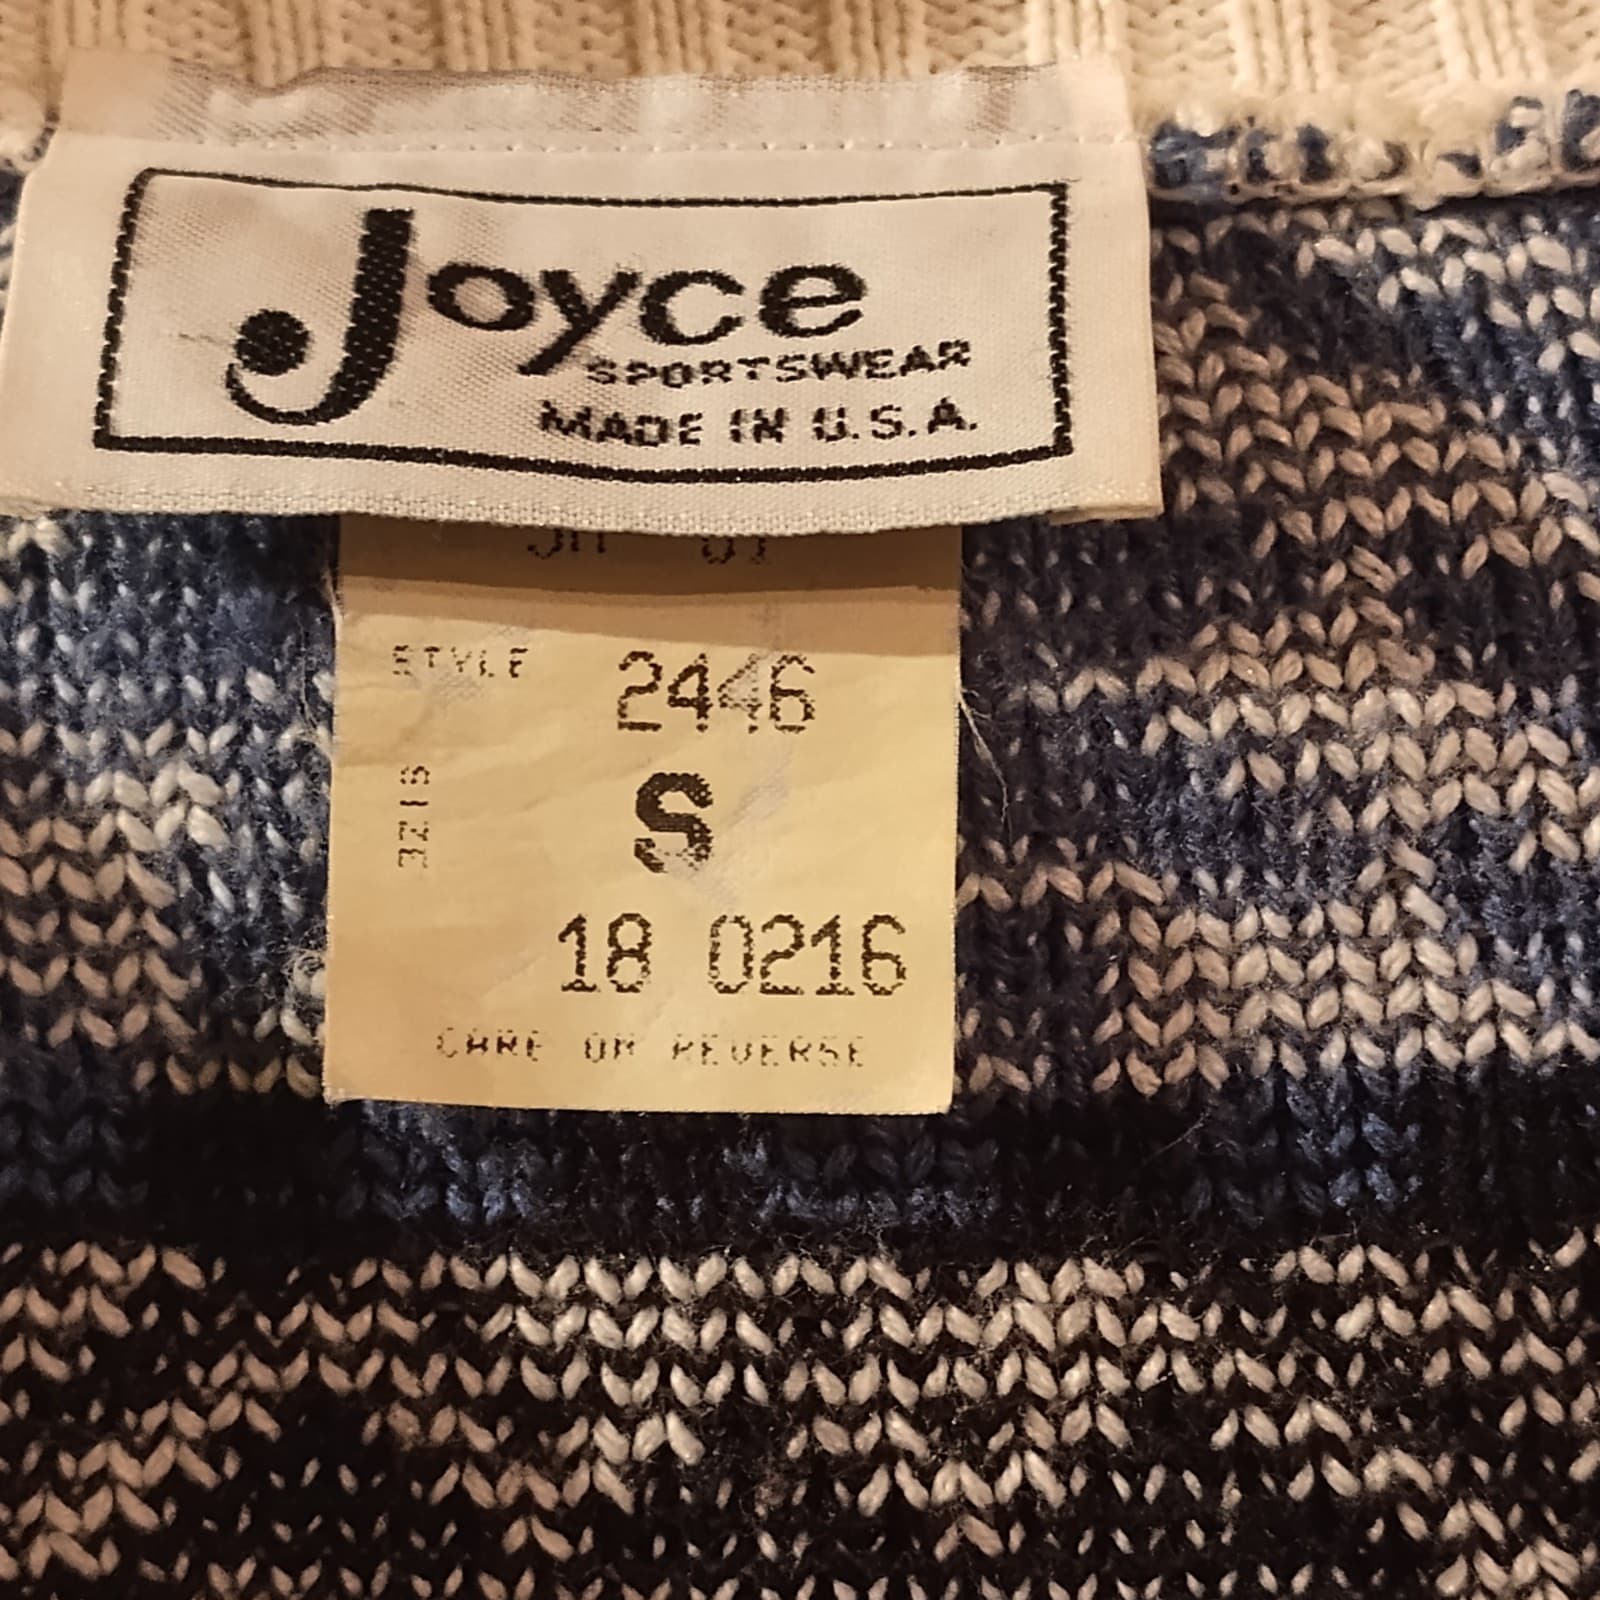 Joyce
SPORTSWEAR
MADE IN U.S.A.
STYLE 2446
SIZE S
18 0216
CARE ON REVERSE